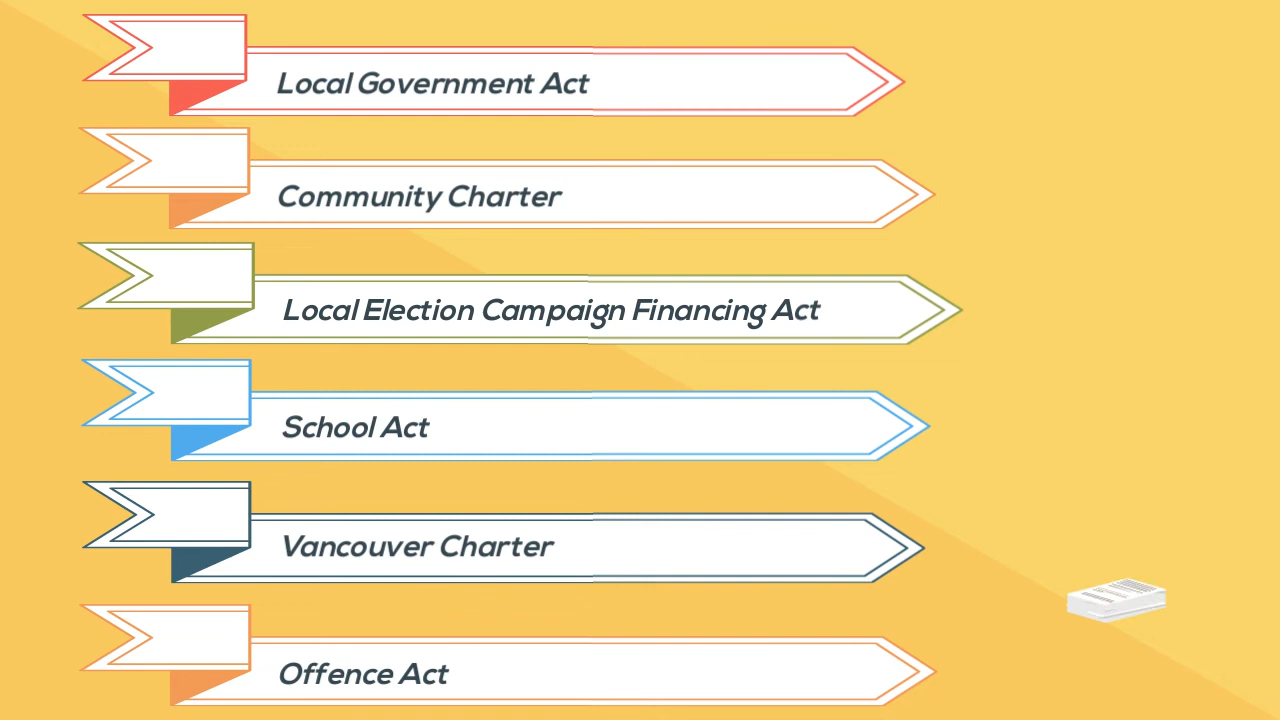 Local Government Act
Community Charter
Local Election Campaign Financing Act
School Act
Vancouver Charter
Offence Act